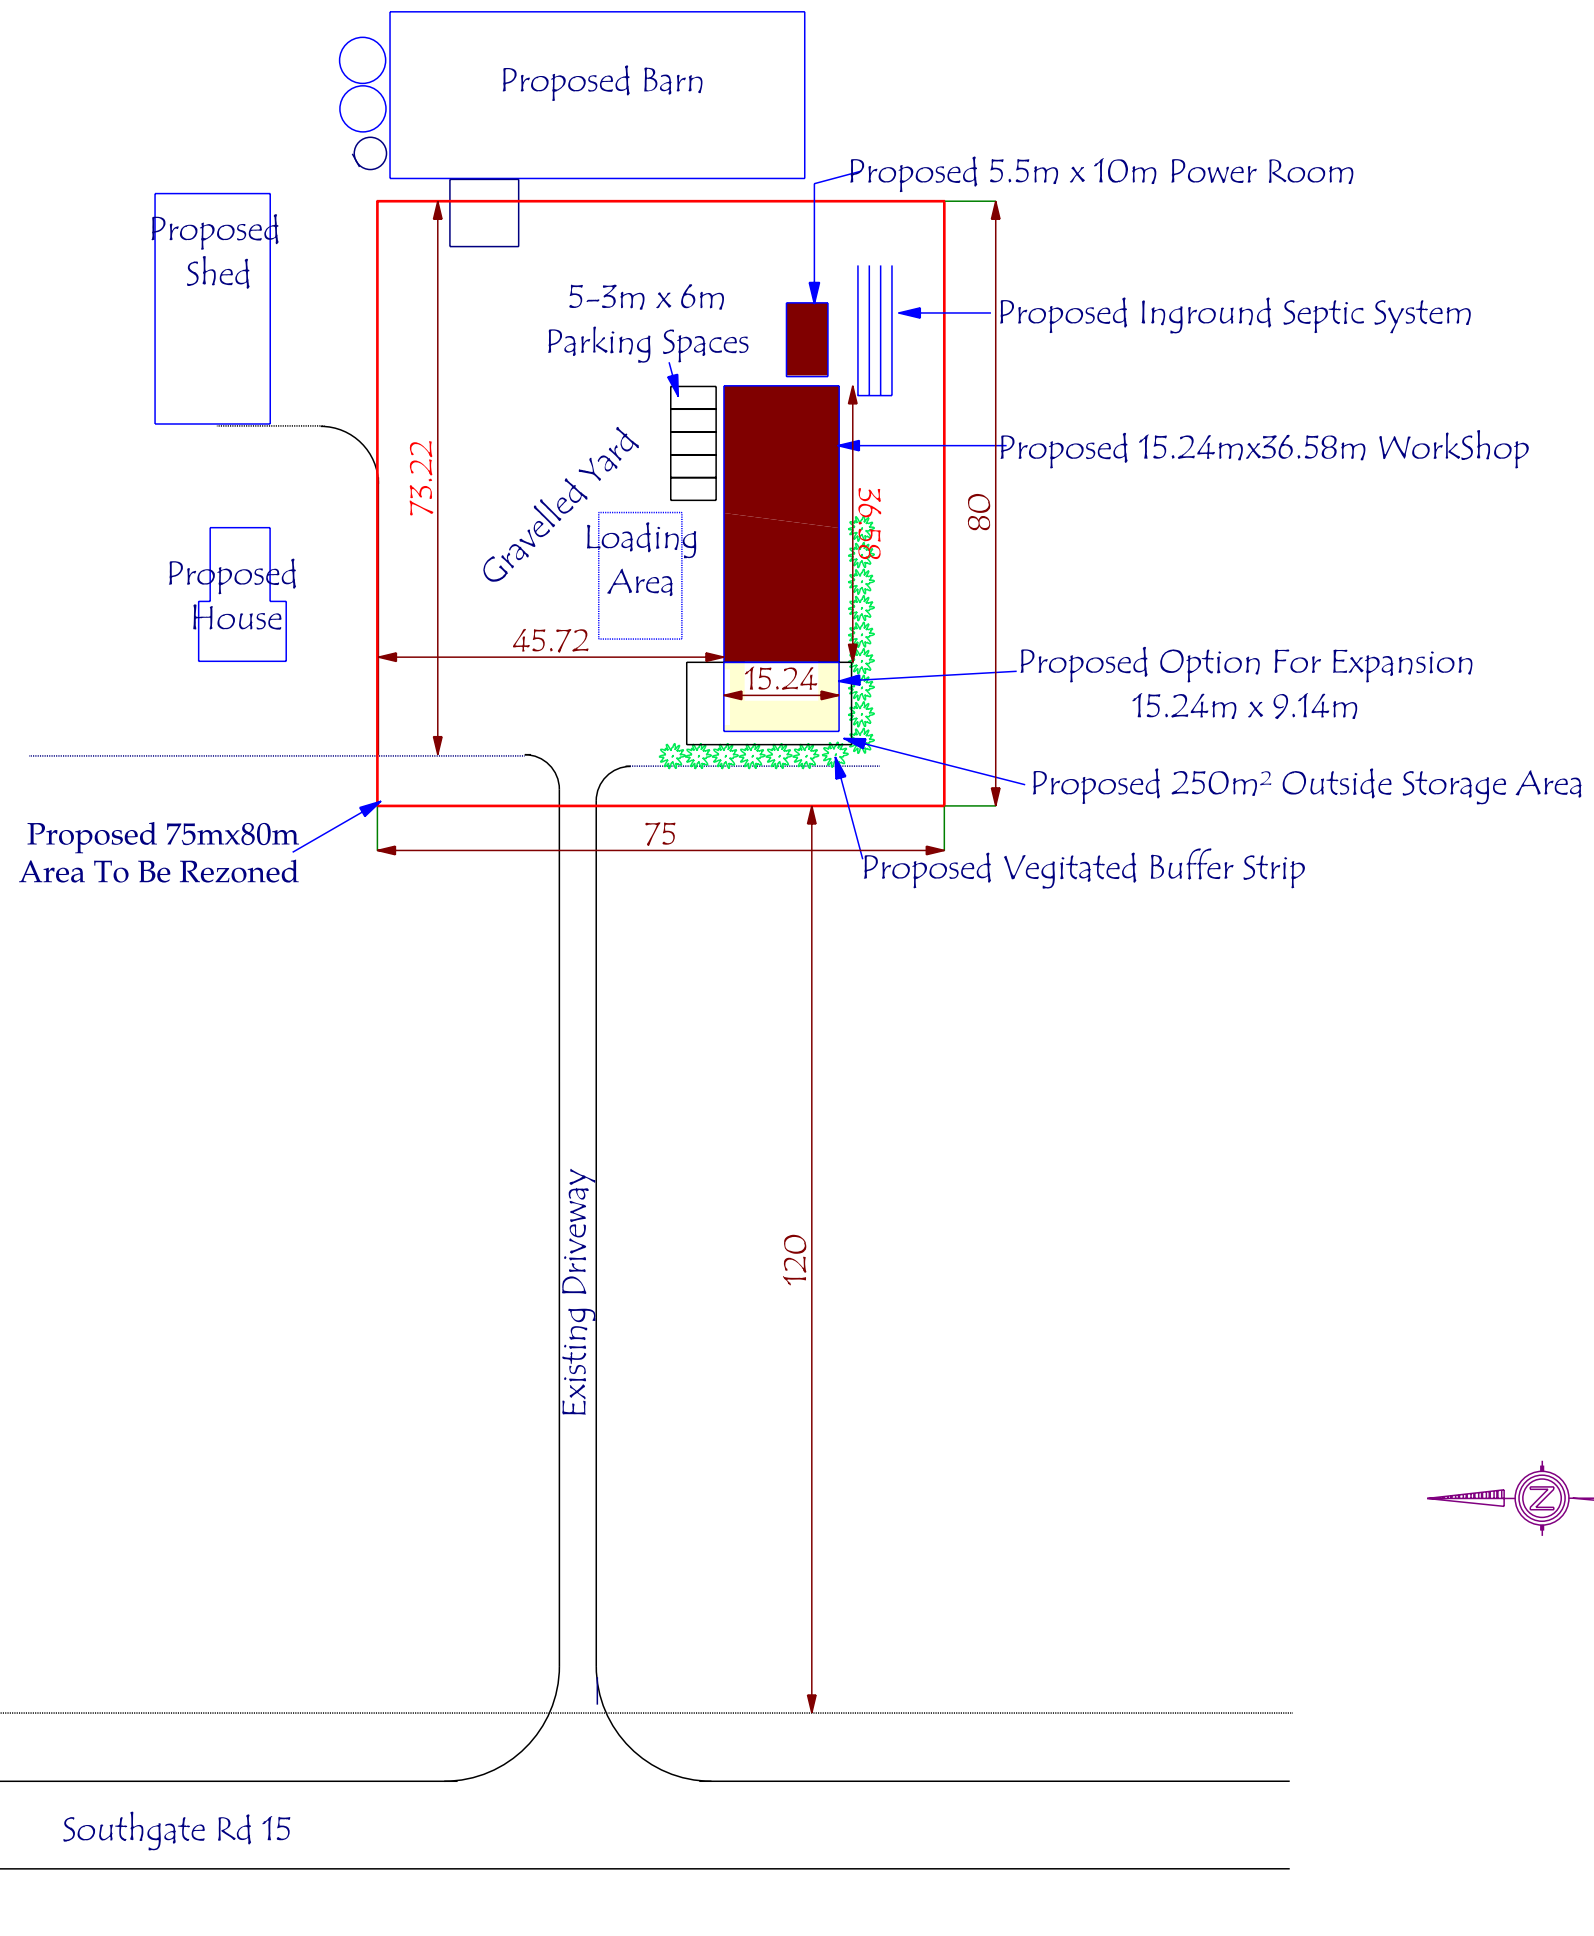 Proposed Barn
Proposed 5.5m x 10m Power Room
Proposed
Shed
5-3m x 6m
Parking Spaces
Proposed Inground Septic System
Proposed 15.24mx36.58m WorkShop
73.22
Gravelled Yard
36.58
80
Loading
Area
Proposed
House
45.72
15.24
Proposed Option For Expansion
15.24m x 9.14m
Proposed 250m² Outside Storage Area
Proposed 75mx80m
Area To Be Rezoned
75
Proposed Vegitated Buffer Strip
Existing Driveway
120
N
Southgate Rd 15